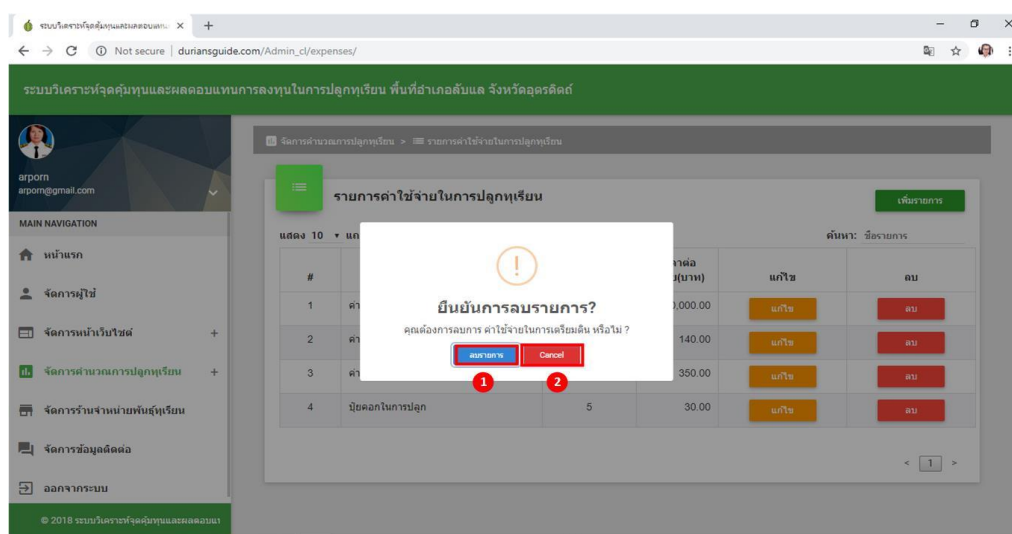 ระบบวิเคราะห์จุดคุ้มทุนและผลตอบแทน
Not secure | duriansguide.com/Admin_cl/expenses/
ระบบวิเคราะห์จุดคุ้มทุนและผลตอบแทนการลงทุนในการปลูกทุเรียน พื้นที่อำเภอลับแล จังหวัดอุตรดิตถ์
จัดการคำนวณการปลูกทุเรียน > รายการค่าใช้จ่ายในการปลูกทุเรียน
arporn
arporn@gmail.com
MAIN NAVIGATION
หน้าแรก
จัดการผู้ใช้
จัดการหน้าเว็บไซต์ +
จัดการคำนวณการปลูกทุเรียน +
จัดการร้านจำหน่ายพันธุ์ทุเรียน
จัดการข้อมูลติดต่อ
ออกจากระบบ
© 2018 ระบบวิเคราะห์จุดคุ้มทุนและผลตอบแท
รายการค่าใช้จ่ายในการปลูกทุเรียน
เพิ่มรายการ
แสดง 10 แถ
ค้นหา: ชื่อรายการ
# าคาต่อ
ย(บาท) แก้ไข ลบ
1 ค่า 0,000.00 แก้ไข ลบ
2 ค่า 140.00 แก้ไข ลบ
3 ค่า 350.00 แก้ไข ลบ
4 ปุ๋ยคอกในการปลูก 5 30.00 แก้ไข ลบ
< 1 >
!
ยืนยันการลบรายการ?
คุณต้องการลบการ ค่าใช้จ่ายในการเตรียมดิน หรือไม่ ?
ลบรายการ Cancel
1 2